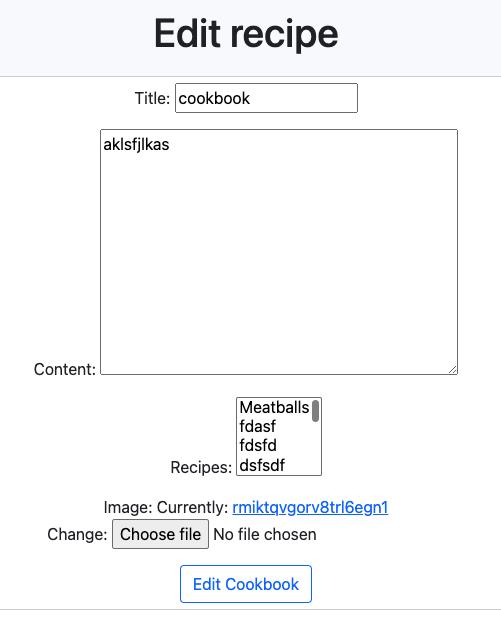 Edit recipe
Title: cookbook
aklsfjlkas
Content:
Meatballs
fdasf
fdsfd
dsfsdf
Recipes:
Image: Currently: rmiktqvgorv8trl6egn1
Change: Choose file No file chosen
Edit Cookbook